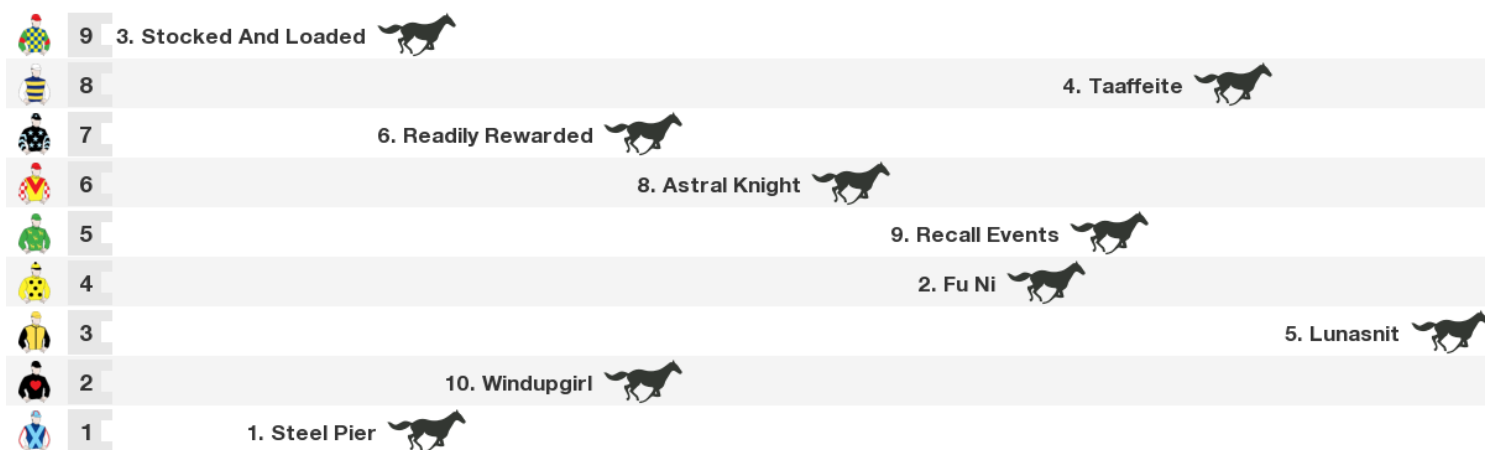 9 3. Stocked And Loaded
8 4. Taaffeite
7 6. Readily Rewarded
6 8. Astral Knight
5 9. Recall Events
4 2. Fu Ni
3 5. Lunasnit
2 10. Windupgirl
1 1. Steel Pier